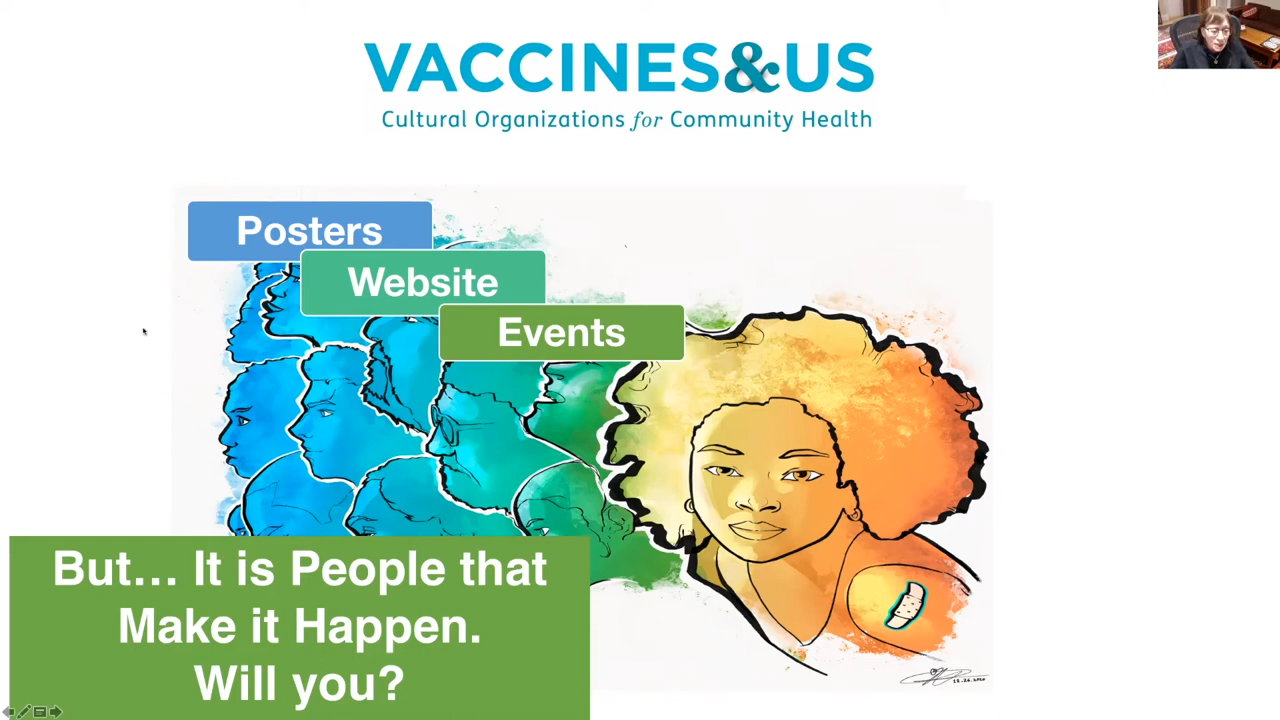 VACCINES&US
Cultural Organizations for Community Health
Posters
Website
Events
But... It is People that
Make it Happen.
Will you?